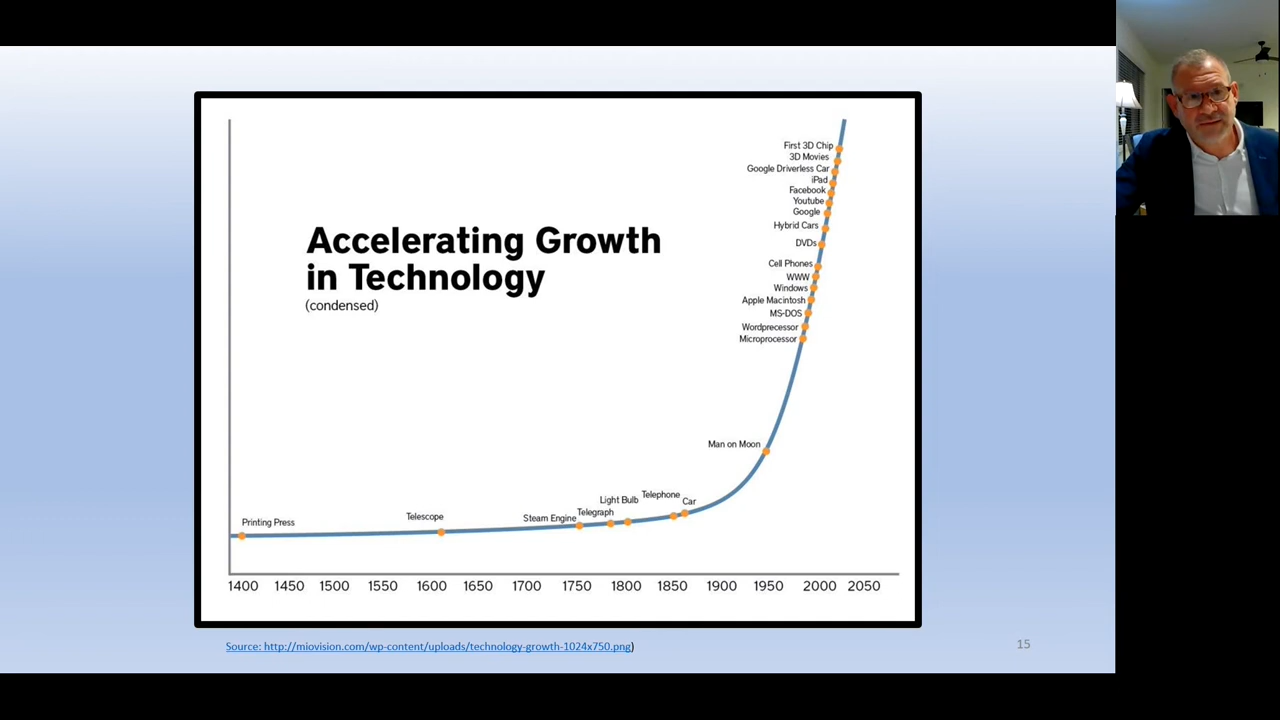 First 3D Chip
3D Movies
Google Driverless Car
iPad
Facebook
Youtube
Google
Hybrid Cars
DVDs
Cell Phones
WWW
Windows
Apple Macintosh
MS-DOS
Wordprecessor
Microprocessor
Accelerating Growth
in Technology
(condensed)
Man on Moon
Printing Press
Telescope
Steam Engine
Telegraph
Light Bulb
Telephone
Car
1400 1450 1500 1550 1600 1650 1700 1750 1800 1850 1900 1950 2000 2050
Source: http://miovision.com/wp-content/uploads/technology-growth-1024x750.png)
15